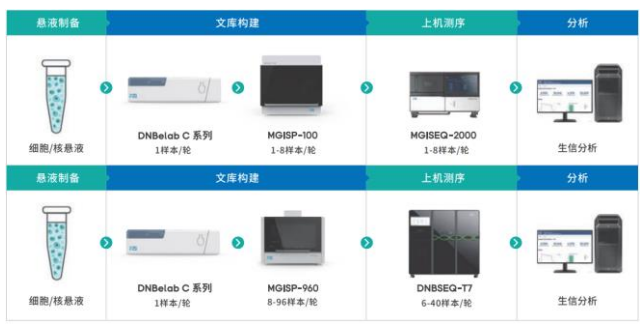 悬液制备 文库构建 上机测序 分析
DNBelab C 系列 MGISP-100 MGISEQ-2000
细胞/核悬液 1样本/轮 1-8样本/轮 1-8样本/轮 生信分析
悬液制备 文库构建 上机测序 分析
DNBelab C 系列 MGISP-960 DNBSEQ-T7
细胞/核悬液 1样本/轮 8-96样本/轮 6-40样本/轮 生信分析